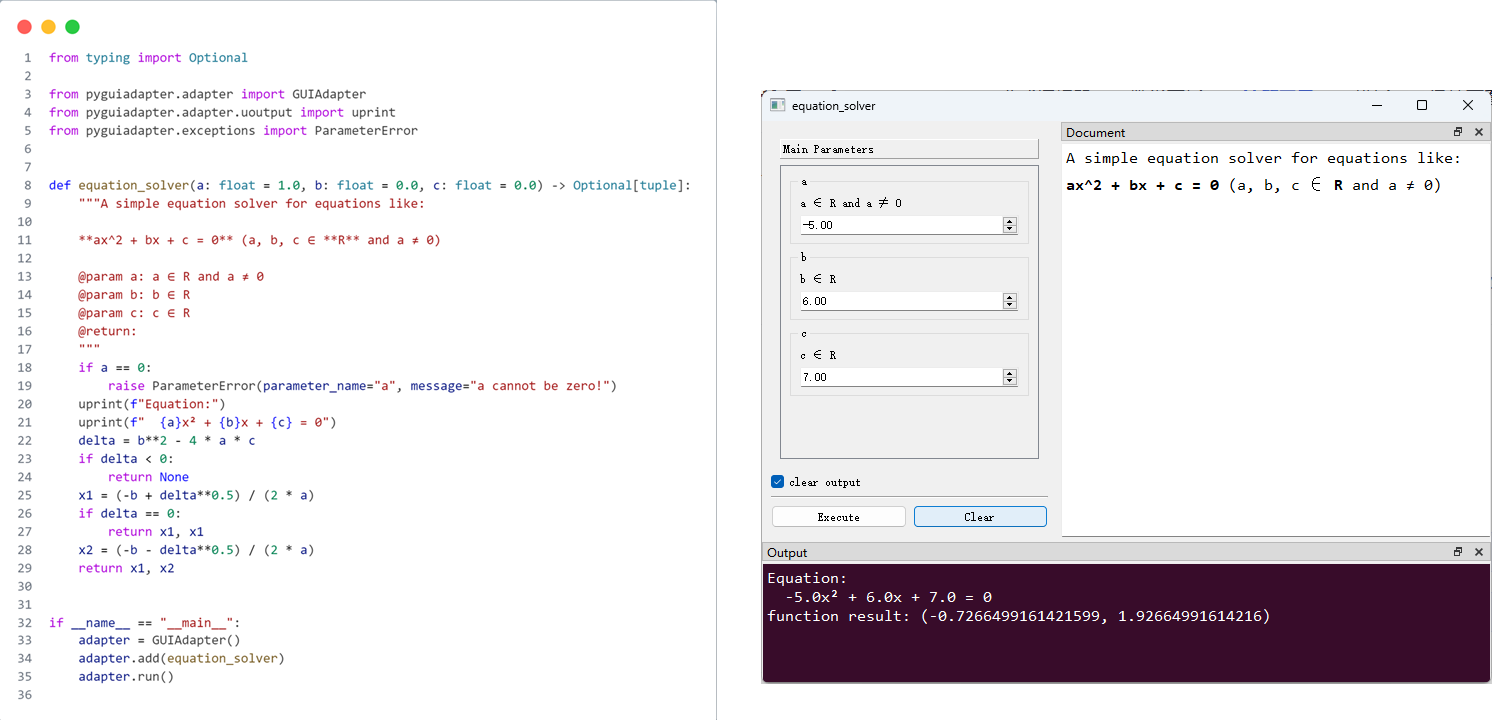 1 from typing import Optional
2
3 from pyguiadapter.adapter import GUIAdapter
4 from pyguiadapter.adapter.uoutput import uprint
5 from pyguiadapter.exceptions import ParameterError
6
7
8 def equation_solver(a: float = 1.0, b: float = 0.0, c: float = 0.0) -> Optional[tuple]:
9     """A simple equation solver for equations like:
10
11     **ax^2 + bx + c = 0** (a, b, c ∈ **R** and a ≠ 0)
12
13     @param a: a ∈ R and a ≠ 0
14     @param b: b ∈ R
15     @param c: c ∈ R
16     @return:
17     """
18     if a == 0:
19         raise ParameterError(parameter_name="a", message="a cannot be zero!")
20     uprint(f"Equation:")
21     uprint(f"  {a}x² + {b}x + {c} = 0")
22     delta = b**2 - 4 * a * c
23     if delta < 0:
24         return None
25     x1 = (-b + delta**0.5) / (2 * a)
26     if delta == 0:
27         return x1, x1
28     x2 = (-b - delta**0.5) / (2 * a)
29     return x1, x2
30
31
32 if __name__ == "__main__":
33     adapter = GUIAdapter()
34     adapter.add(equation_solver)
35     adapter.run()
36
equation_solver
Main Parameters
a
a ∈ R and a ≠ 0
-5.00
b
b ∈ R
6.00
c
c ∈ R
7.00
clear output
Execute
Clear
Document
A simple equation solver for equations like:
ax^2 + bx + c = 0 (a, b, c ∈ R and a ≠ 0)
Output
Equation:
  -5.0x² + 6.0x + 7.0 = 0
function result: (-0.7266499161421599, 1.92664991614216)